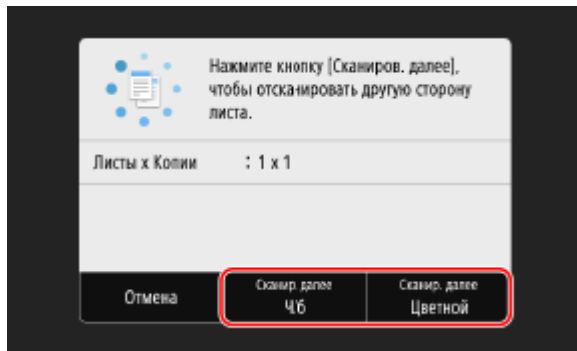 Нажмите кнопку [Сканиров. далее],
чтобы отсканировать другую сторону
листа.
Листы x Копии : 1 x 1
Отмена
Сканир. далее
Ч/б
Сканир. далее
Цветной